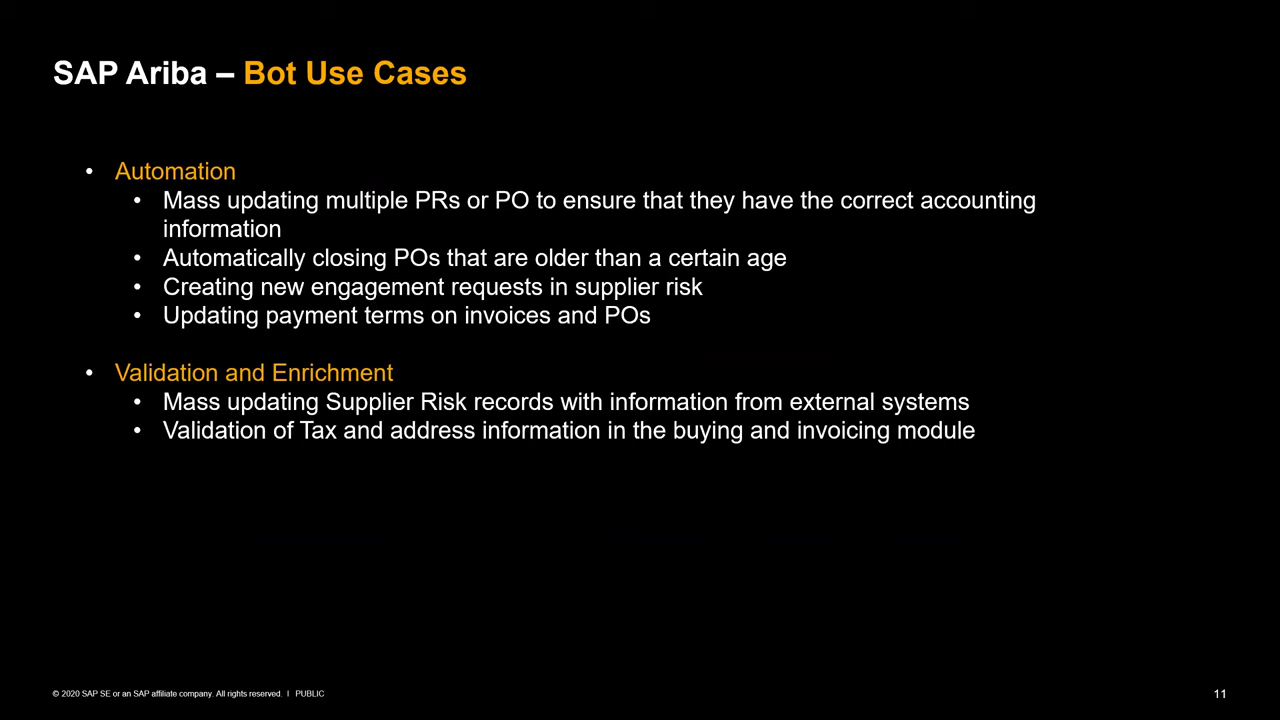 SAP Ariba – Bot Use Cases
• Automation
• Mass updating multiple PRs or PO to ensure that they have the correct accounting
information
• Automatically closing POs that are older than a certain age
• Creating new engagement requests in supplier risk
• Updating payment terms on invoices and POs
• Validation and Enrichment
• Mass updating Supplier Risk records with information from external systems
• Validation of Tax and address information in the buying and invoicing module
© 2020 SAP SE or an SAP affiliate company. All rights reserved. | PUBLIC
11